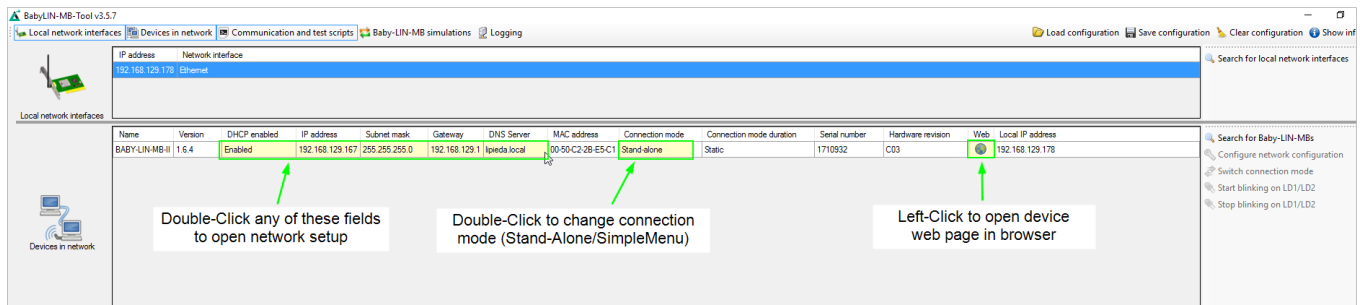 BabyLIN-MB-Tool v3.5.7
Local network interfaces Devices in network Communication and test scripts Baby-LIN-MB simulations Logging Load configuration Save configuration Clear configuration Show inf
IP address Network interface
192.168.129.178 Ethernet
Search for local network interfaces
Local network interfaces
Name Version DHCP enabled IP address Subnet mask Gateway DNS Server MAC address Connection mode Connection mode duration Serial number Hardware revision Web Local IP address
BABY-LIN-MB-II 1.6.4 Enabled 192.168.129.167 255.255.255.0 192.168.129.1 lipieda.local 00-50-C2-2B-E5-C1 Stand-alone Static 1710932 C03 192.168.129.178
Search for Baby-LIN-MBs
Configure network configuration
Switch connection mode
Start blinking on LD1/LD2
Stop blinking on LD1/LD2
Double-Click any of these fields
to open network setup
Double-Click to change connection
mode (Stand-Alone/SimpleMenu)
Left-Click to open device
web page in browser
Devices in network